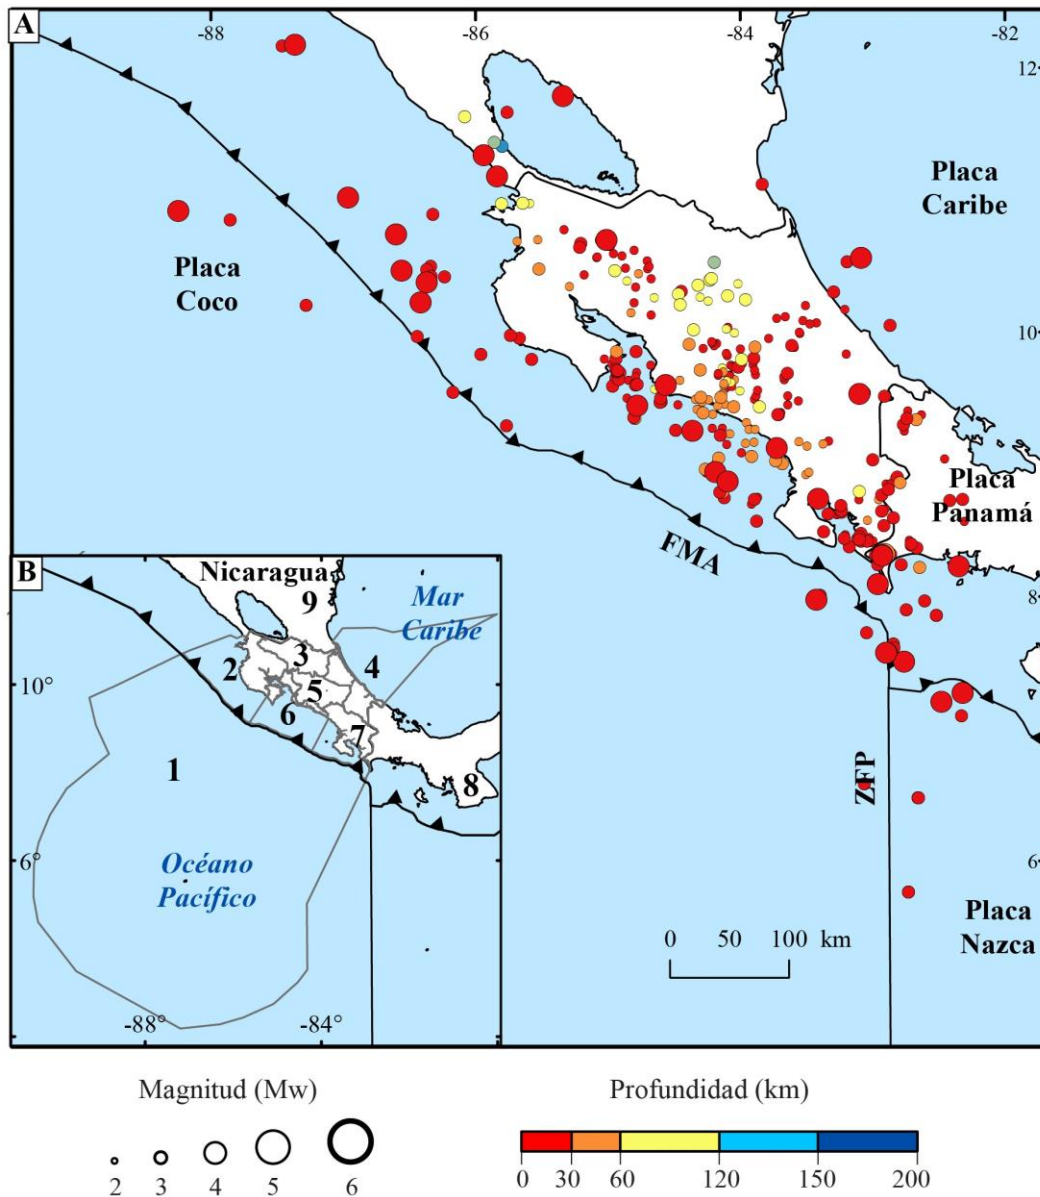 A
-88
-86
-84
-82
12
Placa
Caribe
Placa
Coco
10
Placa
Panamá
FMA
8
ZFP
6
Placa
Nazca
0 50 100 km
B
Nicaragua
9
Mar
Caribe
2
3
4
10°
5
6
7
1
8
6°
Océano
Pacífico
-88°
-84°
Magnitud (Mw)
2 3 4 5 6
Profundidad (km)
0 30 60 120 150 200